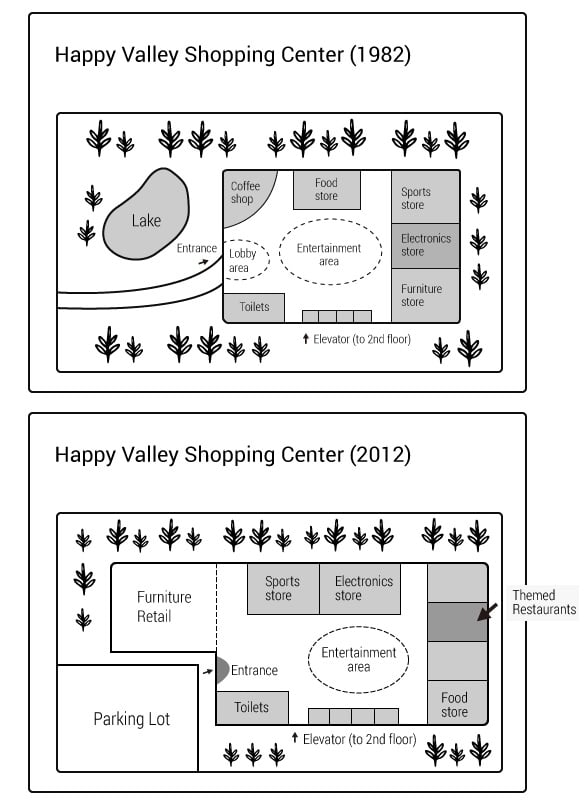 Happy Valley Shopping Center (1982)
Coffee
shop
Food
store
Sports
store
Lake
Entrance
Lobby
area
Entertainment
area
Electronics
store
Furniture
store
Toilets
Elevator (to 2nd floor)
Happy Valley Shopping Center (2012)
Furniture
Retail
Sports
store
Electronics
store
Themed
Restaurants
Entertainment
area
Entrance
Toilets
Food
store
Parking Lot
Elevator (to 2nd floor)